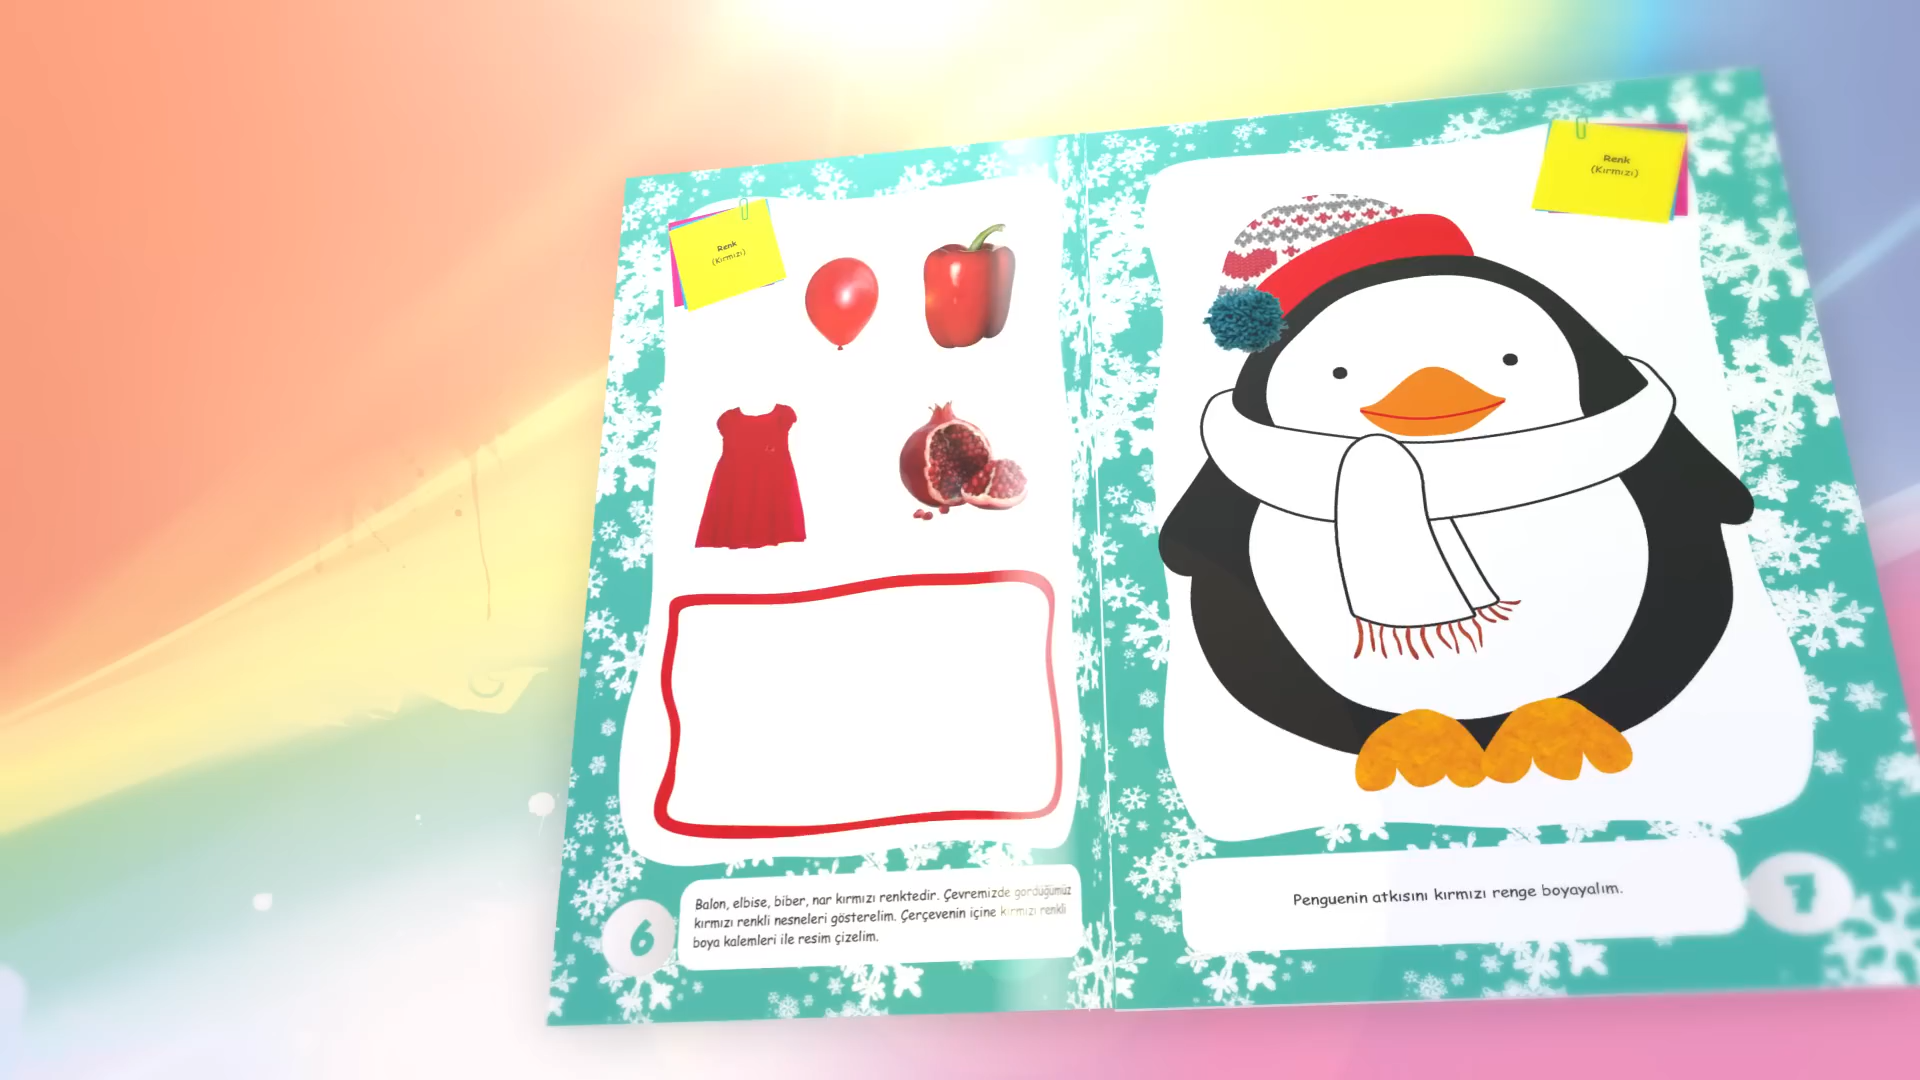 Renk
(Kırmızı)
Balon, elbise, biber, nar kırmızı renktedir. Çevremizde gördüğümüz
kırmızı renkli nesneleri gösterelim. Çerçevenin içine kırmızı renkli
boya kalemleri ile resim çizelim.
6
Renk
(Kırmızı)
Penguenin atkısını kırmızı renge boyayalım.
7